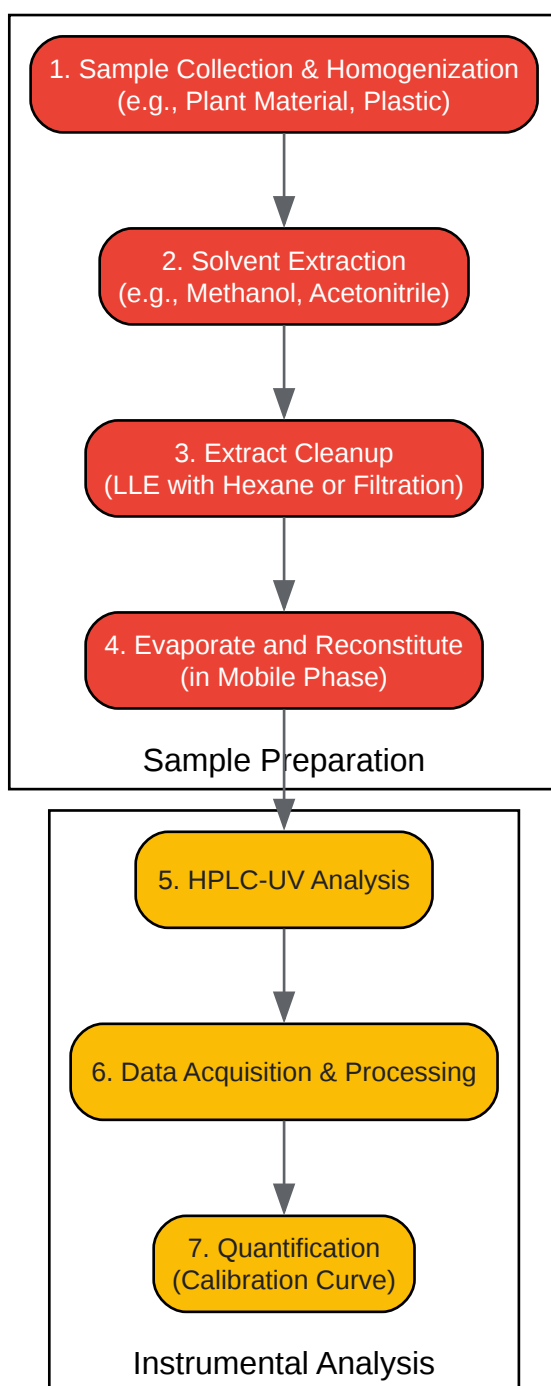 1. Sample Collection & Homogenization
(e.g., Plant Material, Plastic)
2. Solvent Extraction
(e.g., Methanol, Acetonitrile)
3. Extract Cleanup
(LLE with Hexane or Filtration)
4. Evaporate and Reconstitute
(in Mobile Phase)
Sample Preparation
5. HPLC-UV Analysis
6. Data Acquisition & Processing
7. Quantification
(Calibration Curve)
Instrumental Analysis